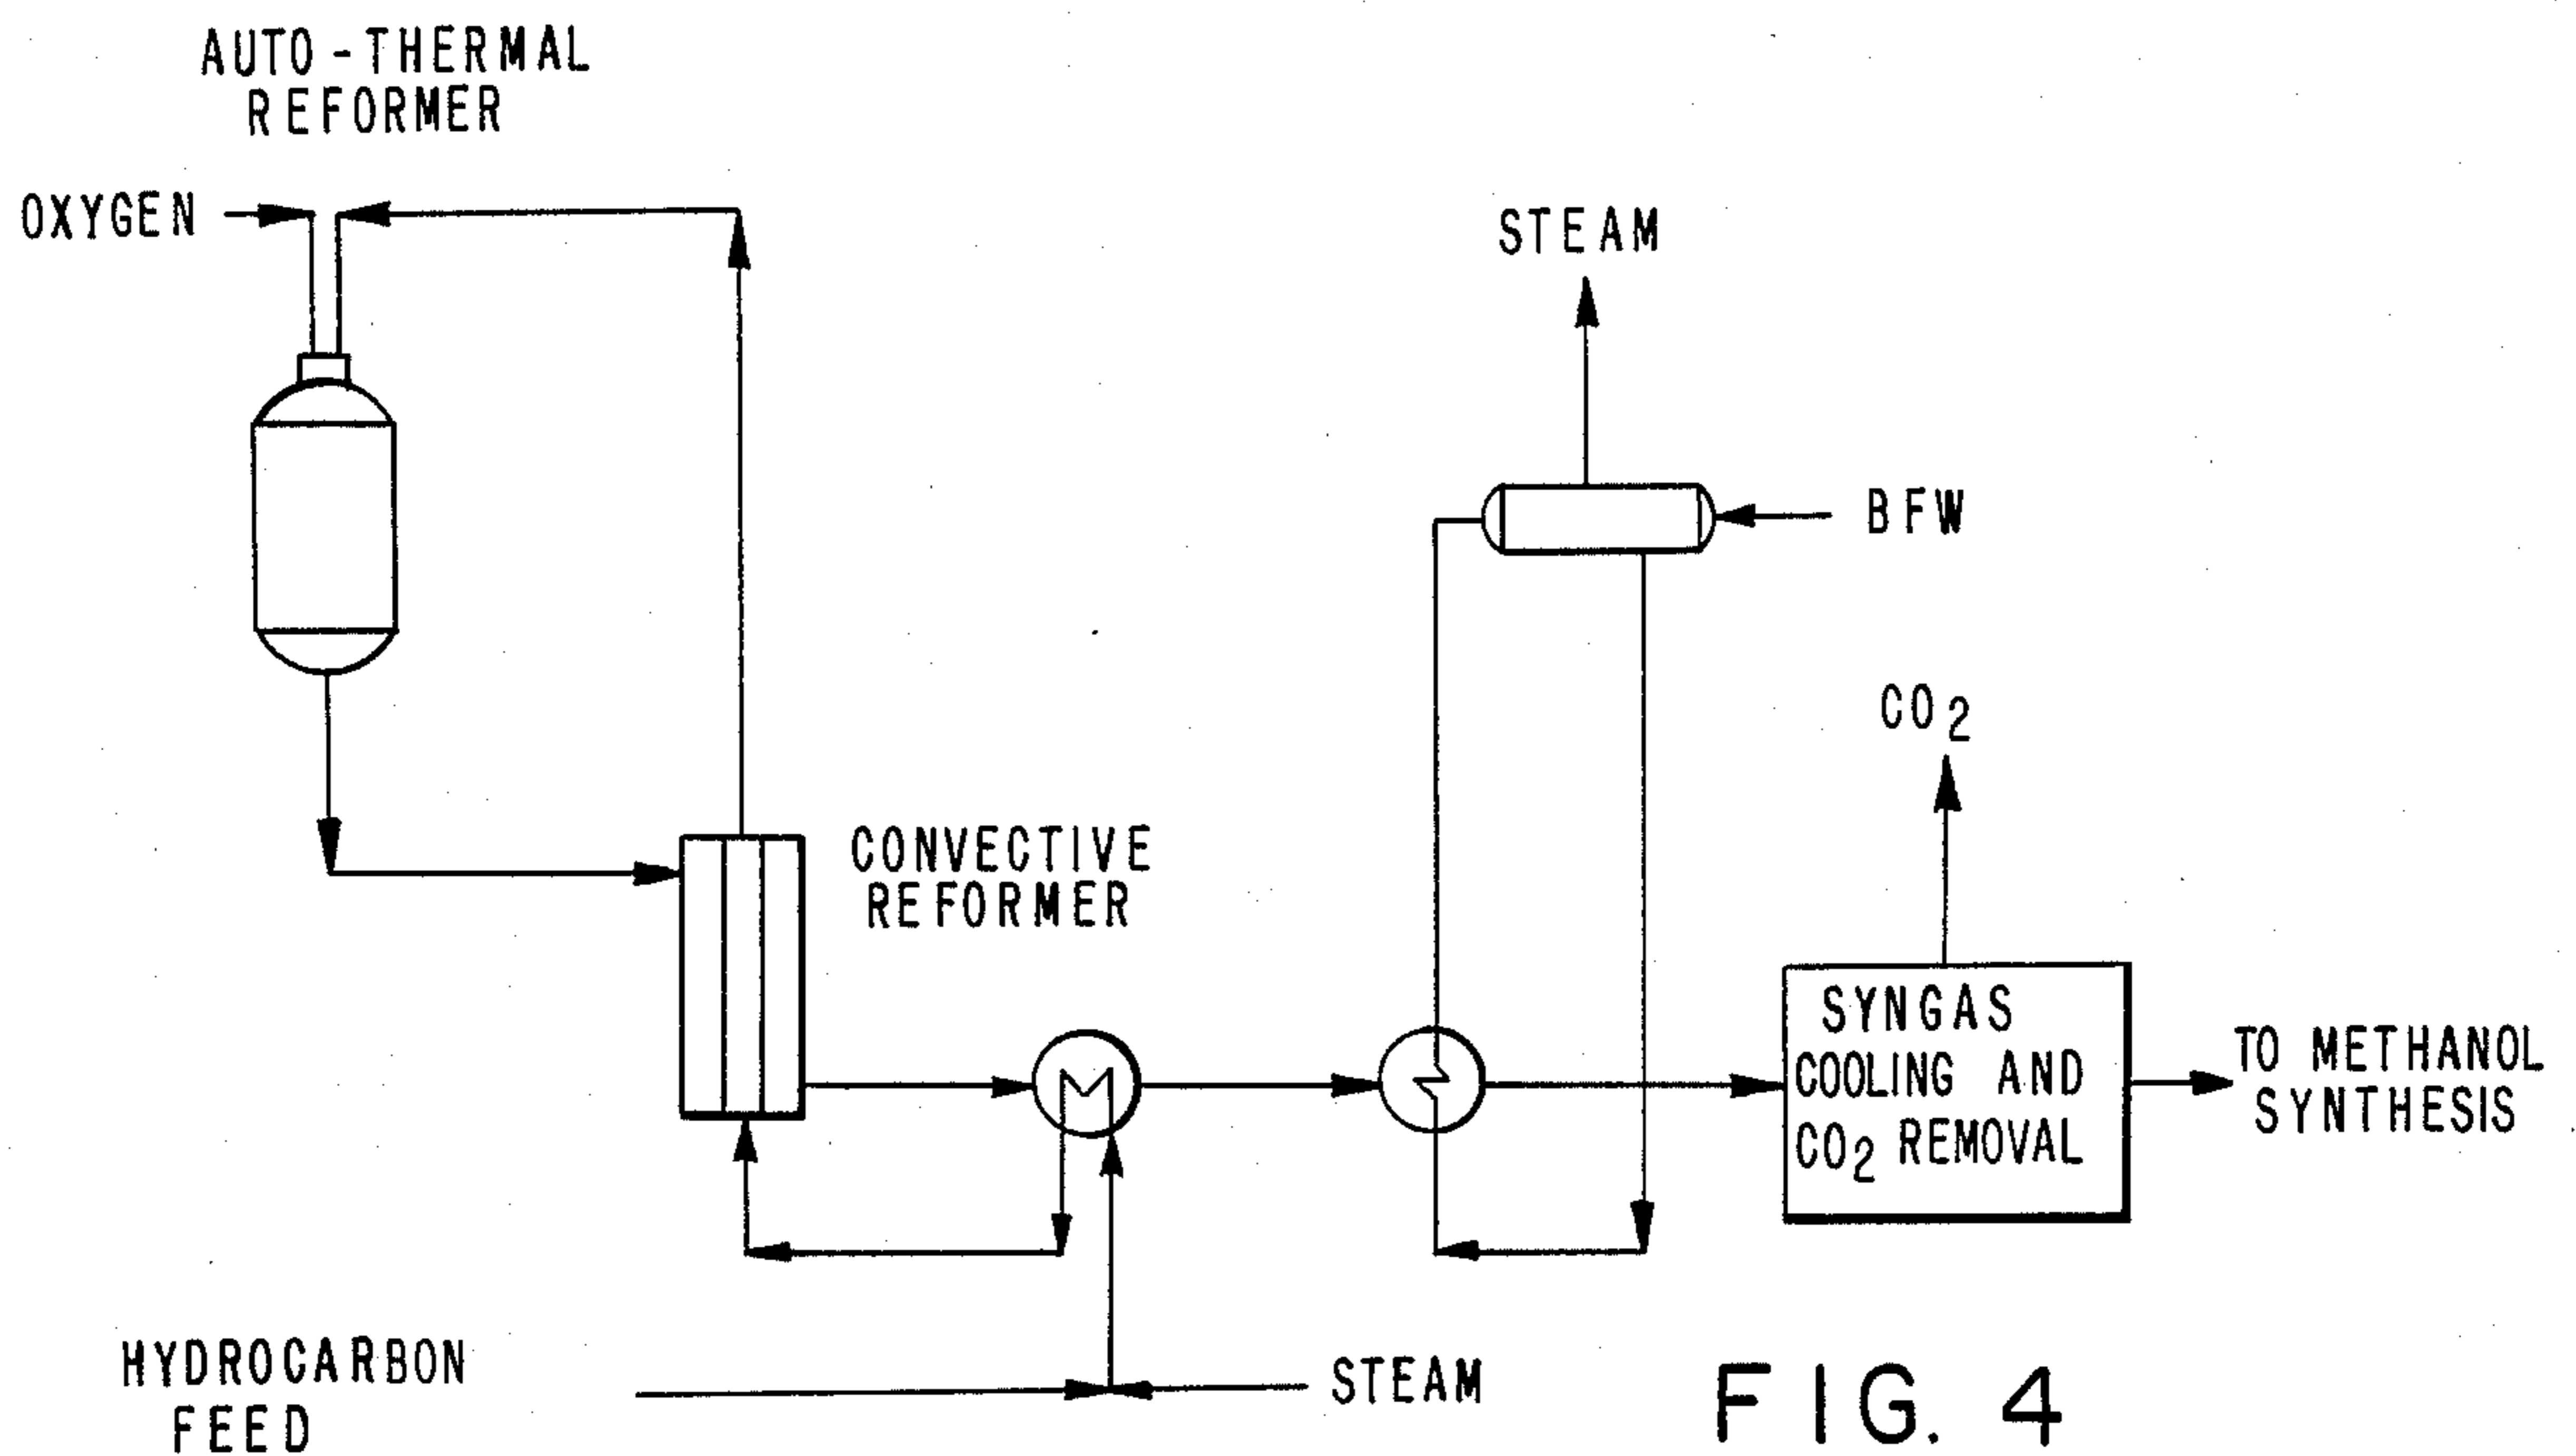 AUTO-THERMAL
REFORMER
OXYGEN
STEAM
BFW
CO2
CONVECTIVE
REFORMER
SYNGAS
COOLING AND
CO2 REMOVAL
TO METHANOL
SYNTHESIS
HYDROCARBON
FEED
STEAM
FIG. 4